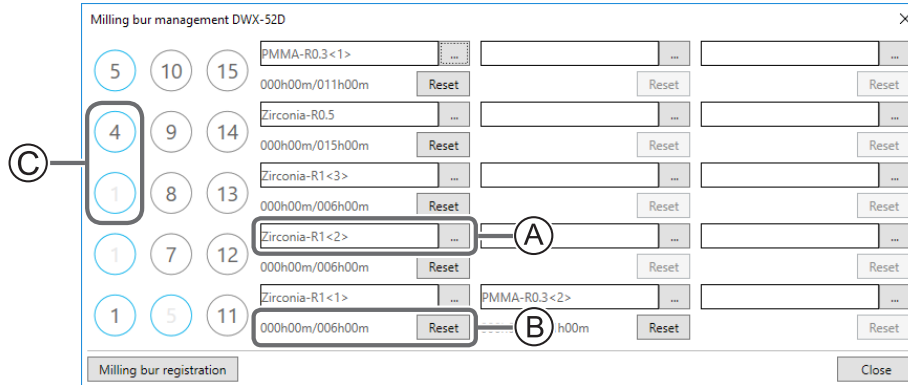 Milling bur management DWX-52D
5 10 15 PMMA-R0.3<1> ... ... ...
000h00m/011h00m Reset Reset Reset
4 9 14 Zirconia-R0.5 ... ... ...
000h00m/015h00m Reset Reset Reset
C
1 8 13 Zirconia-R1<3> ... ... ...
000h00m/006h00m Reset Reset Reset
1 7 12 Zirconia-R1<2> ... A ... ...
000h00m/006h00m Reset Reset Reset
1 5 11 Zirconia-R1<1> ... PMMA-R0.3<2> ... ...
000h00m/006h00m Reset B h00m Reset Reset
Milling bur registration Close